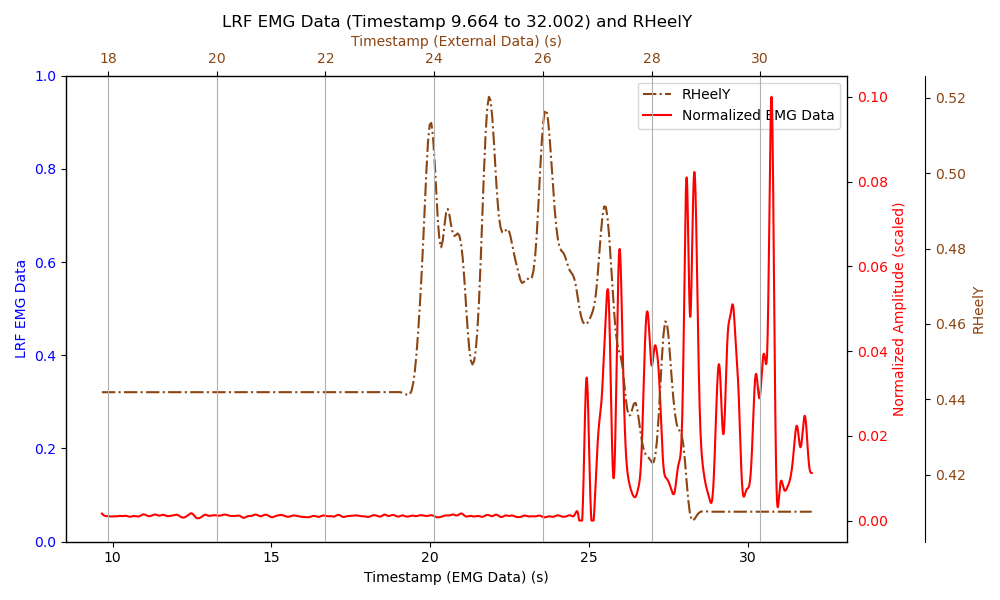 LRF EMG Data (Timestamp 9.664 to 32.002) and RHeelY
Timestamp (External Data) (s)
18 20 22 24 26 28 30
RHeelY
Normalized EMG Data
1.0
0.8
0.6
0.4
0.2
0.0
LRF EMG Data
0.10
0.08
0.06
0.04
0.02
0.00
Normalized Amplitude (scaled)
0.52
0.50
0.48
0.46
0.44
0.42
RHeelY
10 15 20 25 30
Timestamp (EMG Data) (s)